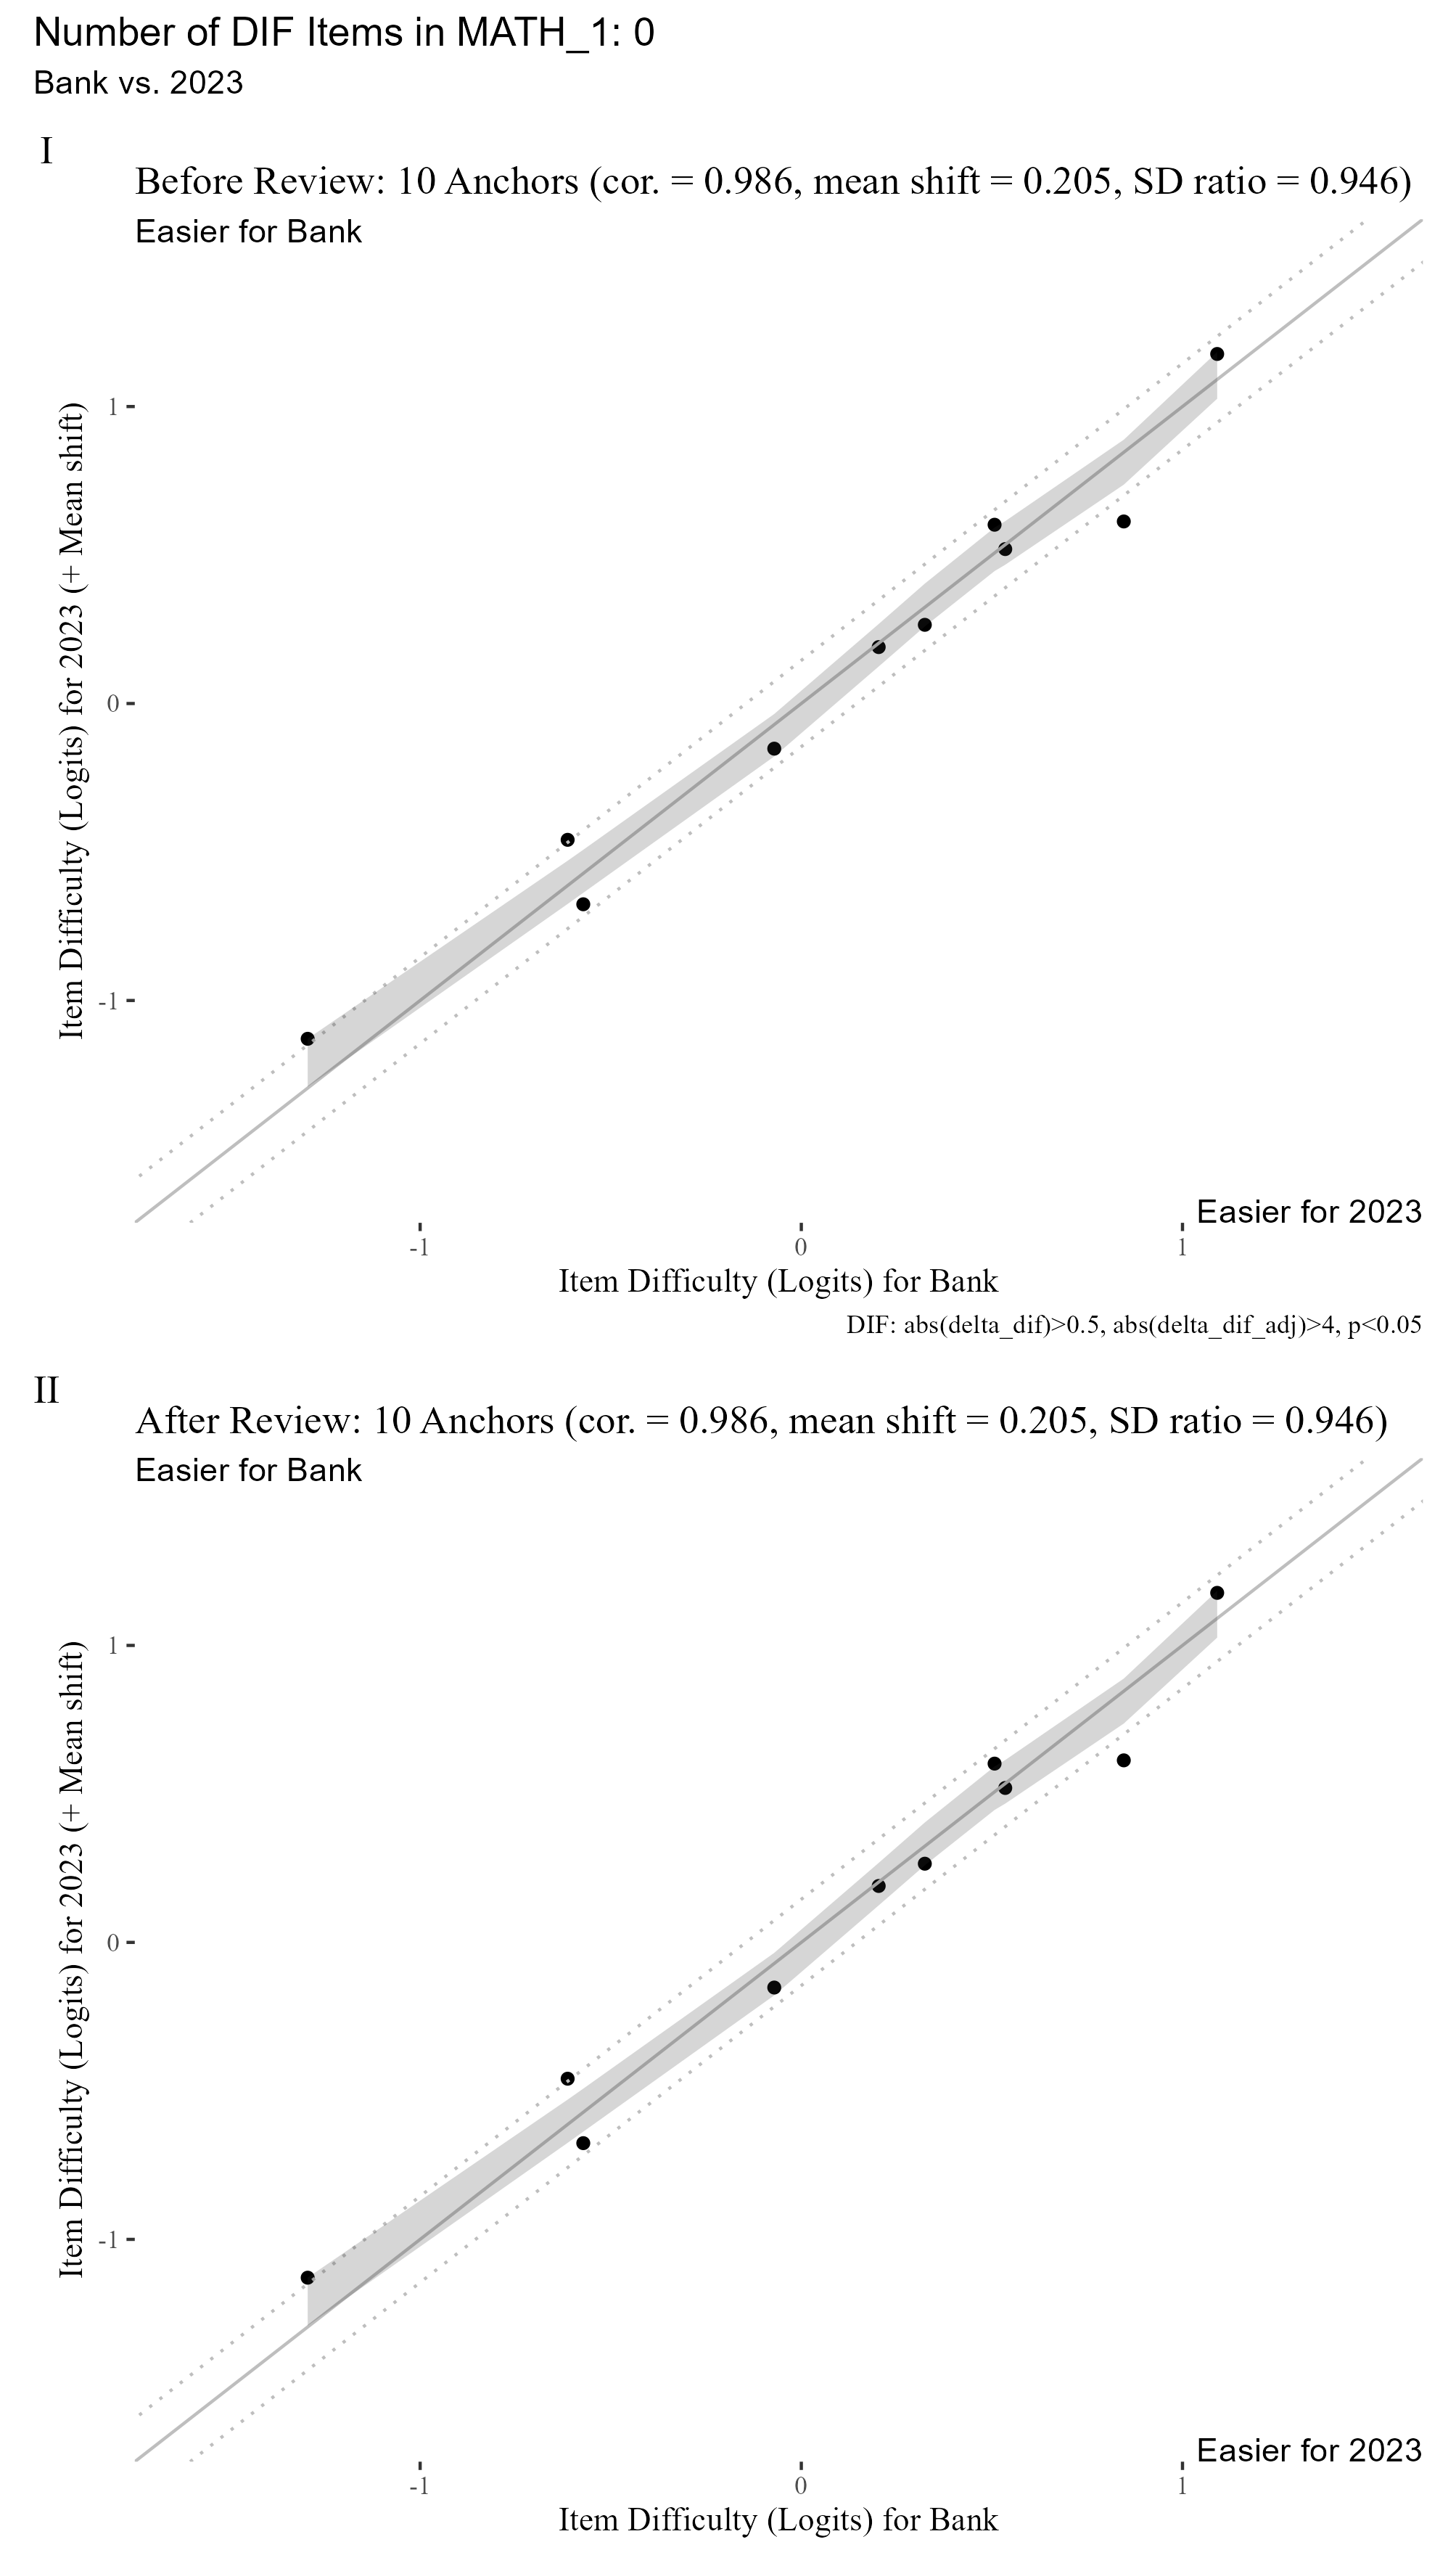 Number of DIF Items in MATH_1: 0
Bank vs. 2023
I
Before Review: 10 Anchors (cor. = 0.986, mean shift = 0.205, SD ratio = 0.946)
Easier for Bank
Item Difficulty (Logits) for 2023 (+ Mean shift)
1
0
-1
Easier for 2023
-1
0
1
Item Difficulty (Logits) for Bank
DIF: abs(delta_dif)>0.5, abs(delta_dif_adj)>4, p<0.05
II
After Review: 10 Anchors (cor. = 0.986, mean shift = 0.205, SD ratio = 0.946)
Easier for Bank
Item Difficulty (Logits) for 2023 (+ Mean shift)
1
0
-1
Easier for 2023
-1
0
1
Item Difficulty (Logits) for Bank